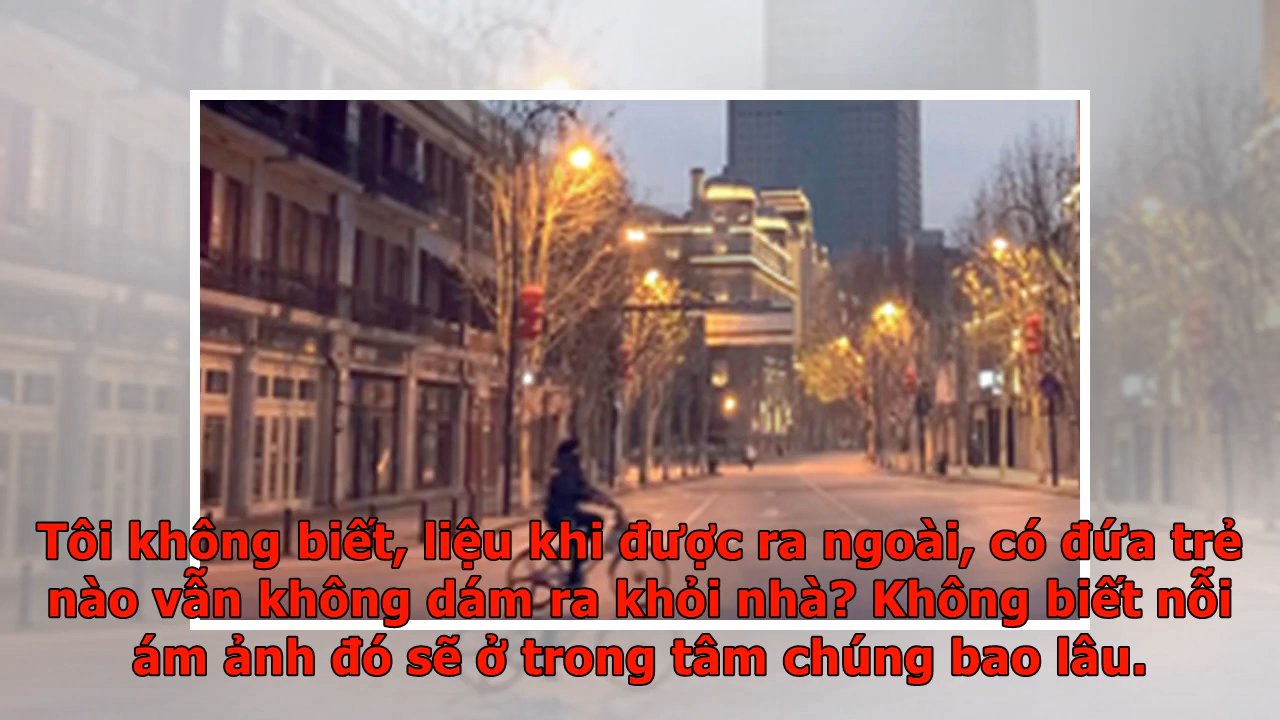 Tôi không biết, liệu khi được ra ngoài, có đứa trẻ
nào vẫn không dám ra khỏi nhà? Không biết nỗi
ám ảnh đó sẽ ở trong tâm chúng bao lâu.